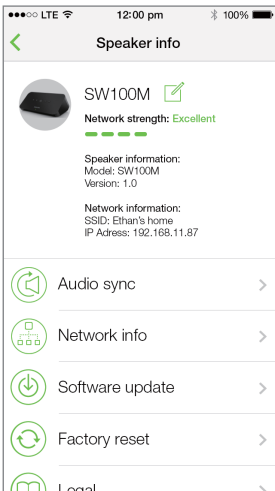 LTE 12:00 pm 100%
Speaker info
SW100M
Network strength: Excellent
Speaker information:
Model: SW100M
Version: 1.0
Network information:
SSID: Ethan's home
IP Adress: 192.168.11.87
Audio sync
Network info
Software update
Factory reset
Legal